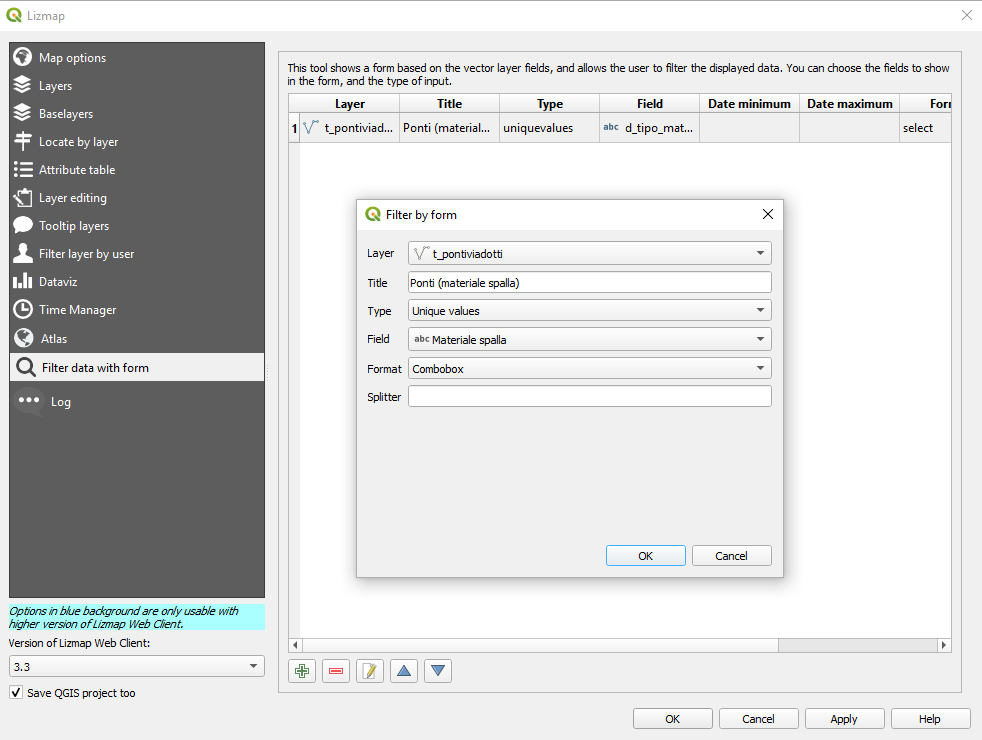 Lizmap
Map options
Layers
Baselayers
Locate by layer
Attribute table
Layer editing
Tooltip layers
Filter layer by user
Dataviz
Time Manager
Atlas
Filter data with form
Log
Options in blue background are only usable with
higher version of Lizmap Web Client.
Version of Lizmap Web Client:
3.3
Save QGIS project too
This tool shows a form based on the vector layer fields, and allows the user to filter the displayed data. You can choose the fields to show
in the form, and the type of input.
Layer Title Type Field Date minimum Date maximum Forr
1 t_pontiviad... Ponti (material... uniquevalues abc d_tipo_mat... select
Filter by form
Layer t_pontiviadotti
Title Ponti (materiale spalla)
Type Unique values
Field abc Materiale spalla
Format Combobox
Splitter
OK Cancel
OK Cancel Apply Help